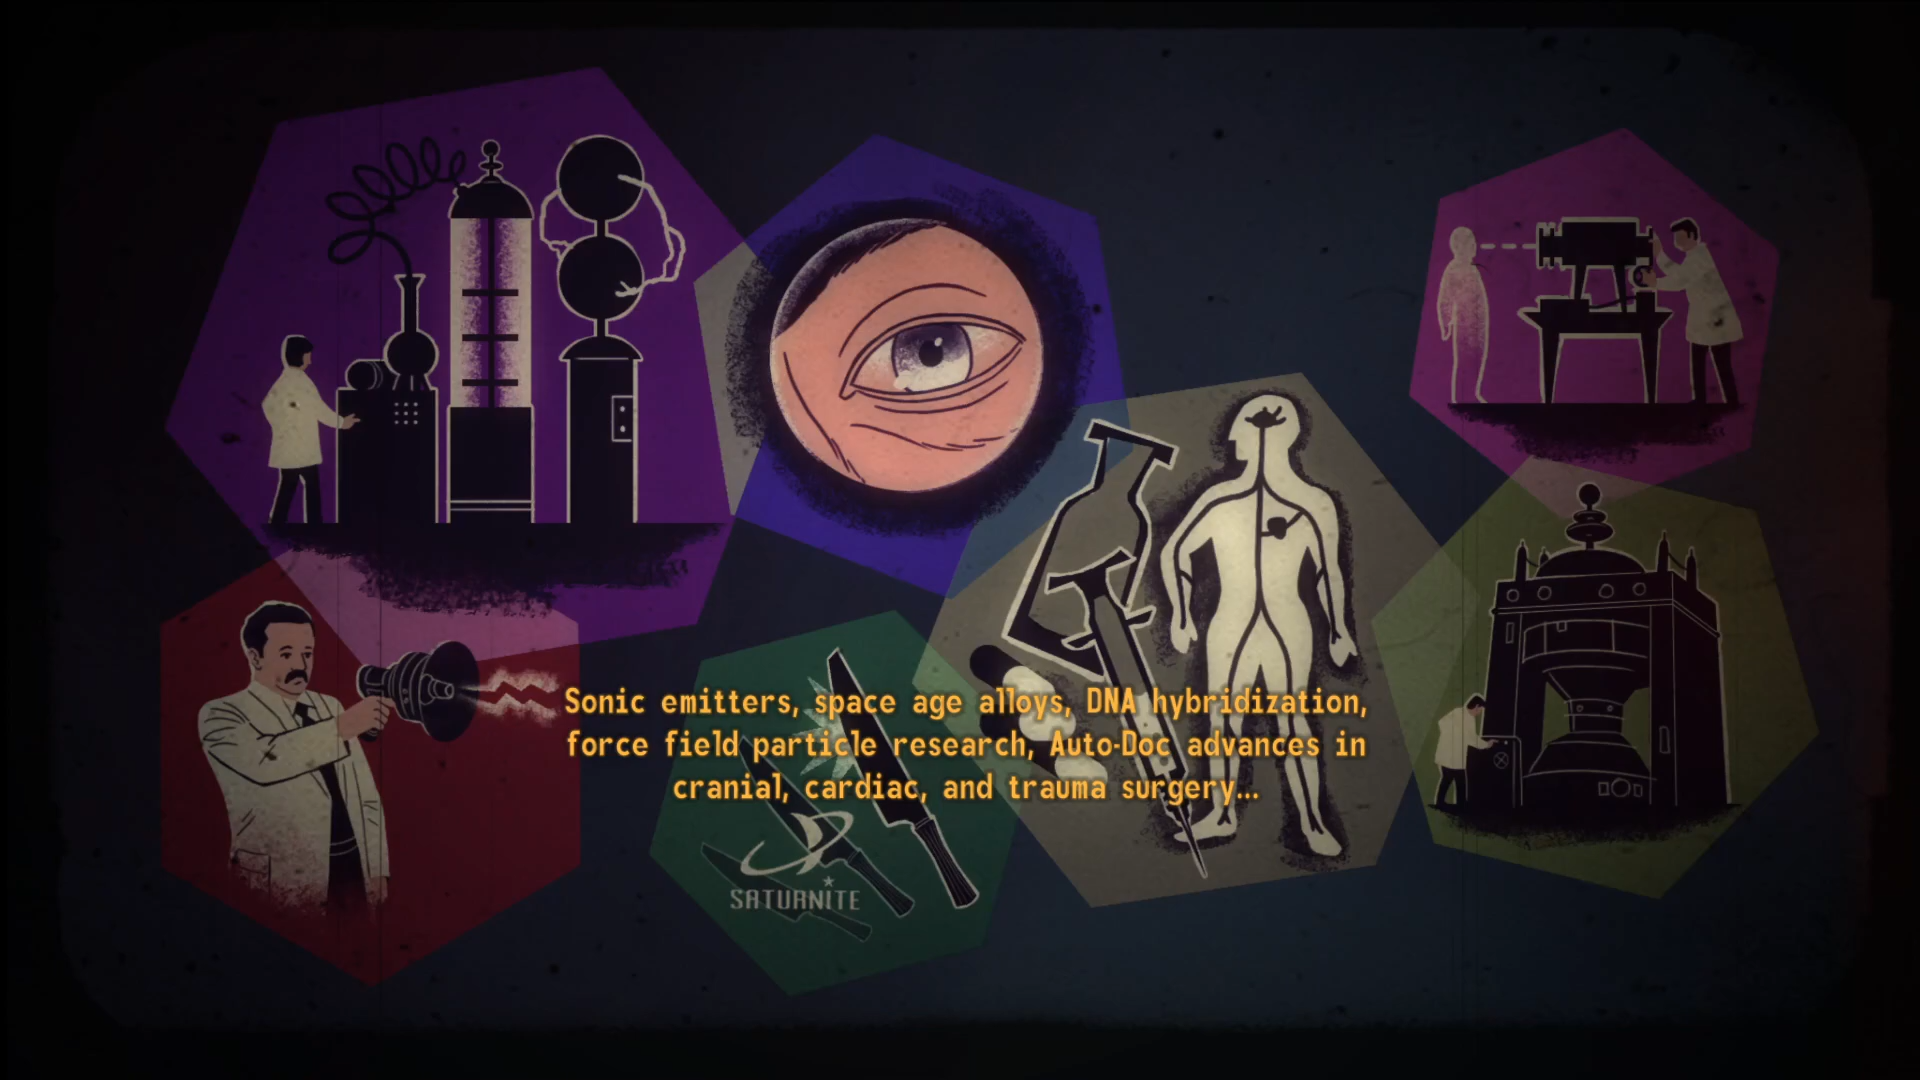 Sonic emitters, space age alloys, DNA hybridization,
force field particle research, Auto-Doc advances in
cranial, cardiac, and trauma surgery...
SATURNITE